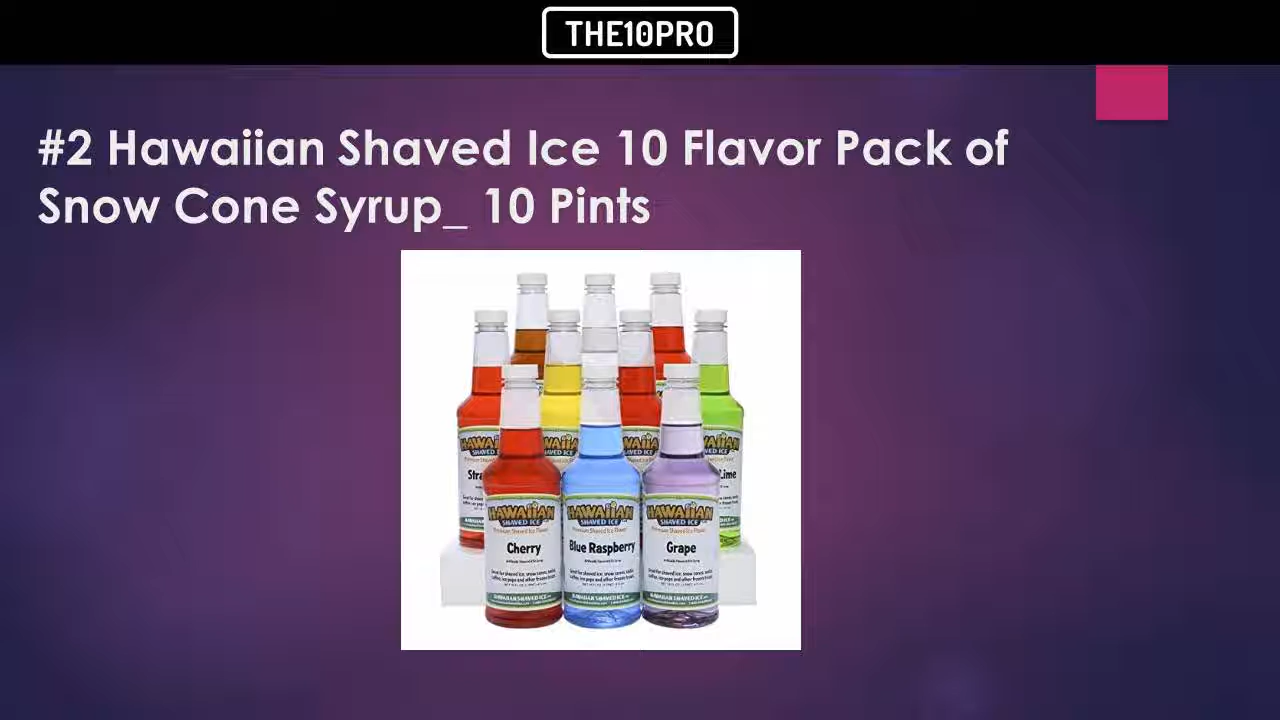 THE10PRO
#2 Hawaiian Shaved Ice 10 Flavor Pack of
Snow Cone Syrup_ 10 Pints
HAWAIIAN
SHAVED ICE
Cherry
HAWAIIAN
SHAVED ICE
Blue Raspberry
HAWAIIAN
SHAVED ICE
Grape
Lime